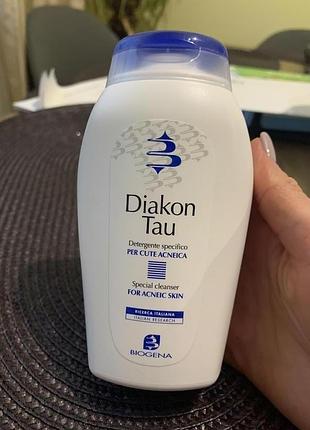 Diakon
Tau
Detergente specifico
PER CUTE ACNEICA
Special cleanser
FOR ACNEIC SKIN
RICERCA ITALIANA
ITALIAN RESEARCH
BIOGENA